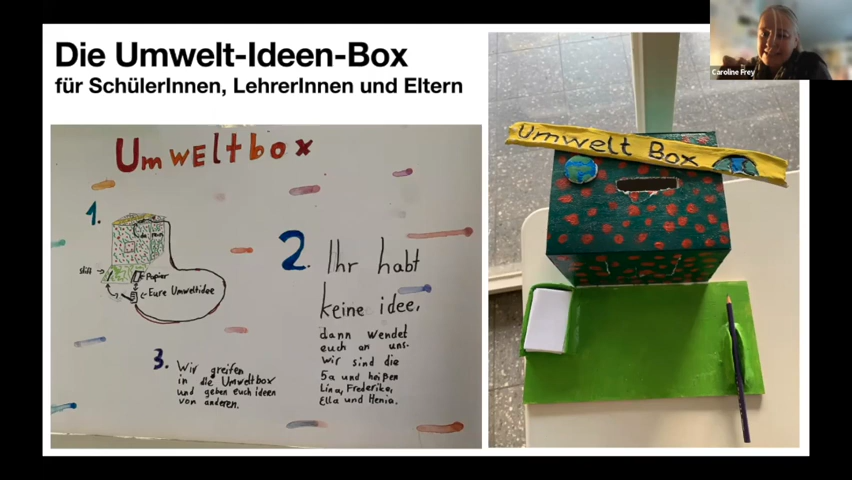 Die Umwelt-Ideen-Box
für SchülerInnen, LehrerInnen und Eltern
Caroline Frey
Umweltbox
1.
Stift
Papier
Eure Umweltidee
2.
Ihr habt
keine idee,
dann wendet
euch an uns.
Wir sind die
5a und heißen
Lina, Frederike,
Ella und Henio.
3.
Wir greifen
in die Umweltbox
und geben euch ideen
von anderen.
Umwelt Box